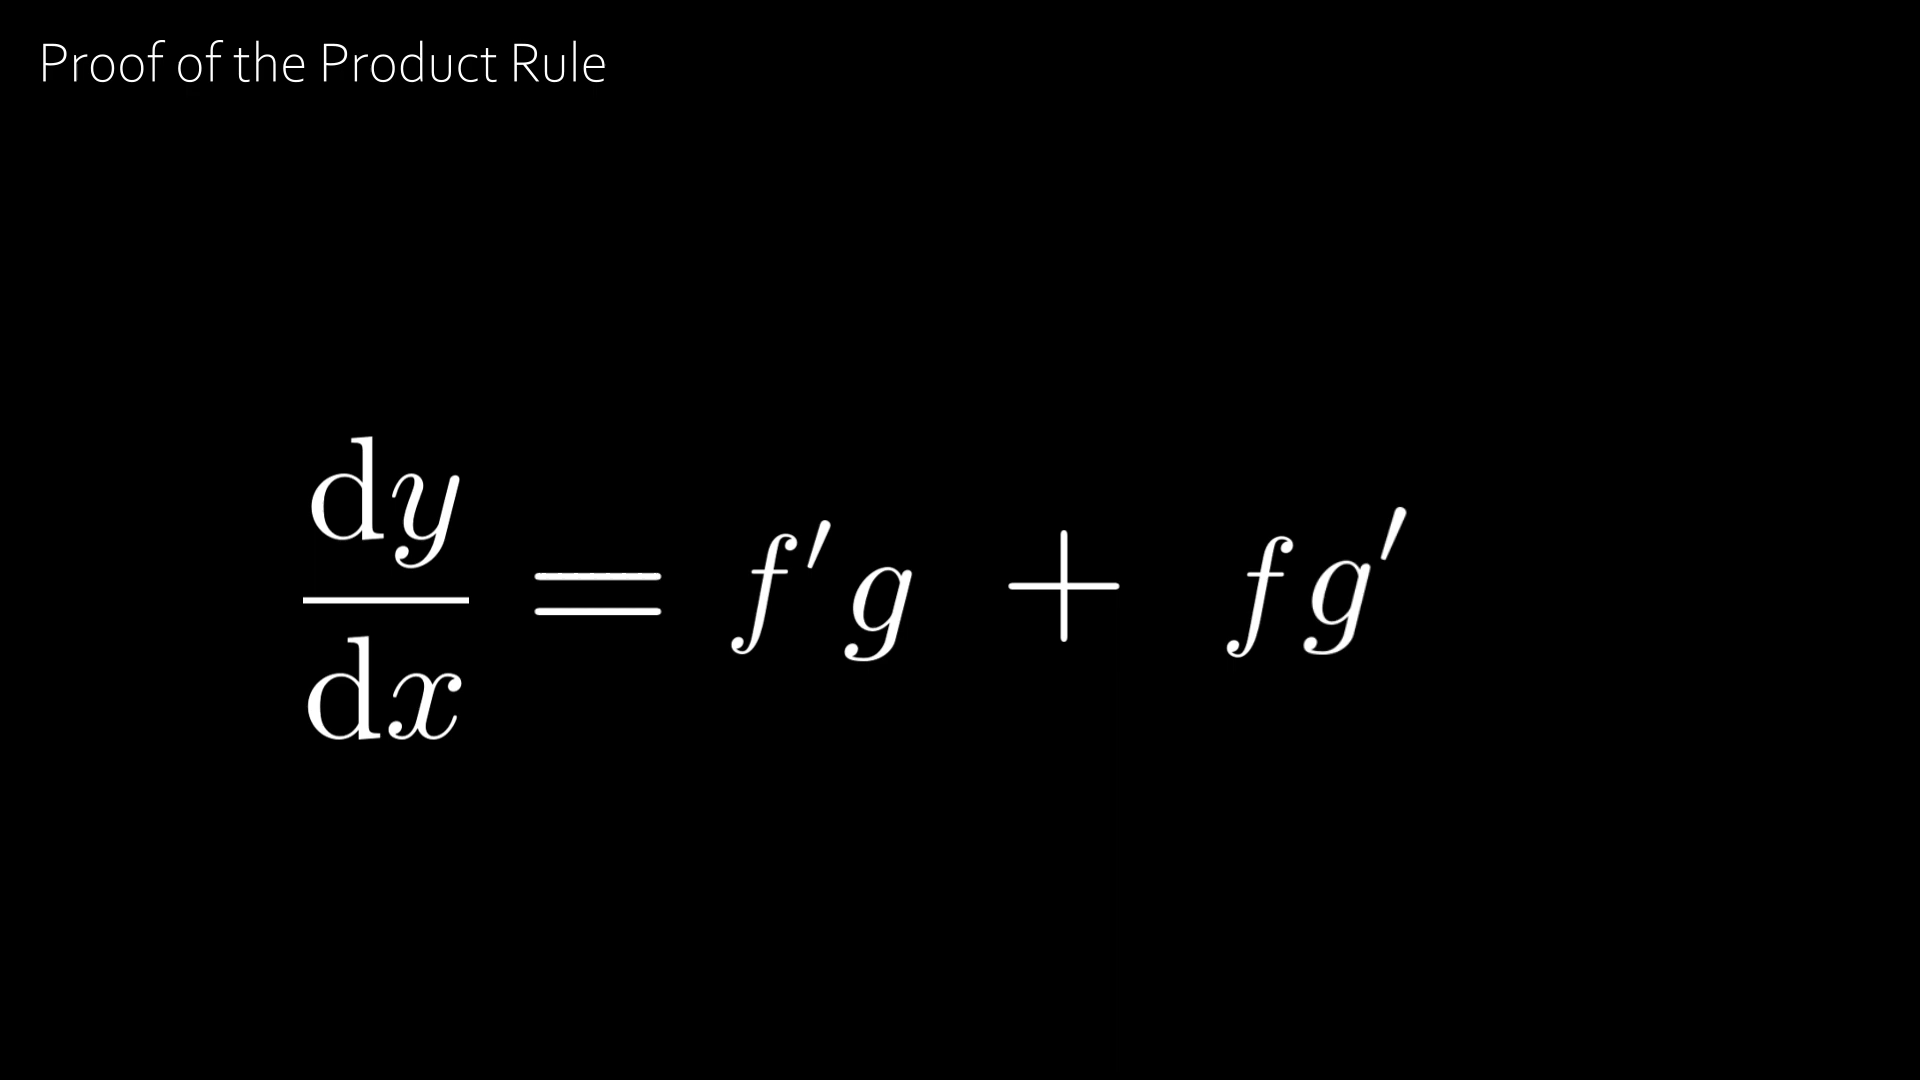 Proof of the Product Rule
dy/dx = f′g + fg′